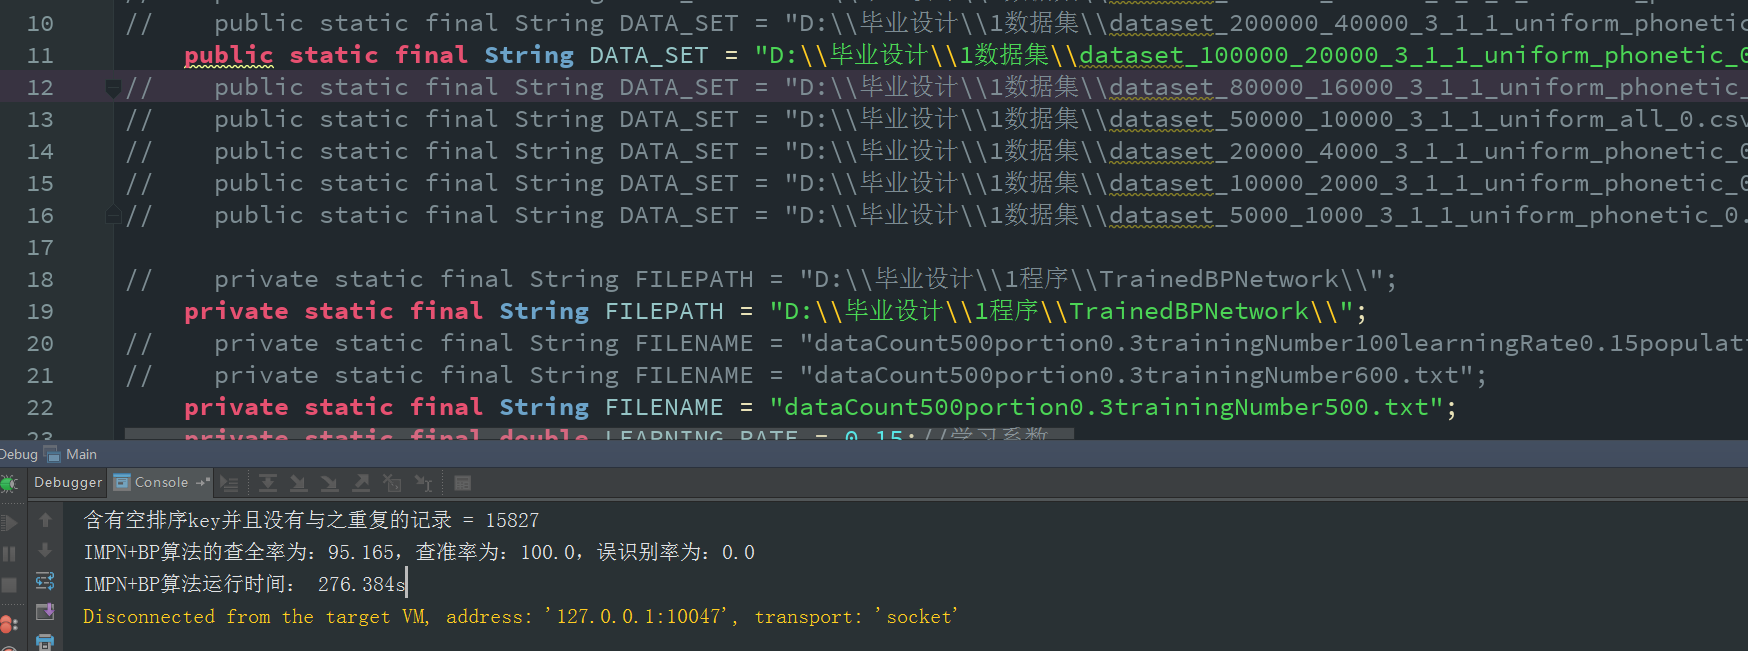 10 //    public static final String DATA_SET = "D:\\毕业设计\\1数据集\\dataset_200000_40000_3_1_1_uniform_phonetic
11     public static final String DATA_SET = "D:\\毕业设计\\1数据集\\dataset_100000_20000_3_1_1_uniform_phonetic_0
12 //    public static final String DATA_SET = "D:\\毕业设计\\1数据集\\dataset_80000_16000_3_1_1_uniform_phonetic_
13 //    public static final String DATA_SET = "D:\\毕业设计\\1数据集\\dataset_50000_10000_3_1_1_uniform_all_0.csv
14 //    public static final String DATA_SET = "D:\\毕业设计\\1数据集\\dataset_20000_4000_3_1_1_uniform_phonetic_0
15 //    public static final String DATA_SET = "D:\\毕业设计\\1数据集\\dataset_10000_2000_3_1_1_uniform_phonetic_0
16 //    public static final String DATA_SET = "D:\\毕业设计\\1数据集\\dataset_5000_1000_3_1_1_uniform_phonetic_0.
17
18 //    private static final String FILEPATH = "D:\\毕业设计\\1程序\\TrainedBPNetwork\\";
19     private static final String FILEPATH = "D:\\毕业设计\\1程序\\TrainedBPNetwork\\";
20 //    private static final String FILENAME = "dataCount500portion0.3trainingNumber100learningRate0.15populat
21 //    private static final String FILENAME = "dataCount500portion0.3trainingNumber600.txt";
22     private static final String FILENAME = "dataCount500portion0.3trainingNumber500.txt";
23     private static final double LEARNING_RATE = 0.15;//学习系数
Debug Main
Debugger Console
含有空排序key并且没有与之重复的记录 = 15827
IMPN+BP算法的查全率为：95.165，查准率为：100.0，误识别率为：0.0
IMPN+BP算法运行时间： 276.384s
Disconnected from the target VM, address: '127.0.0.1:10047', transport: 'socket'